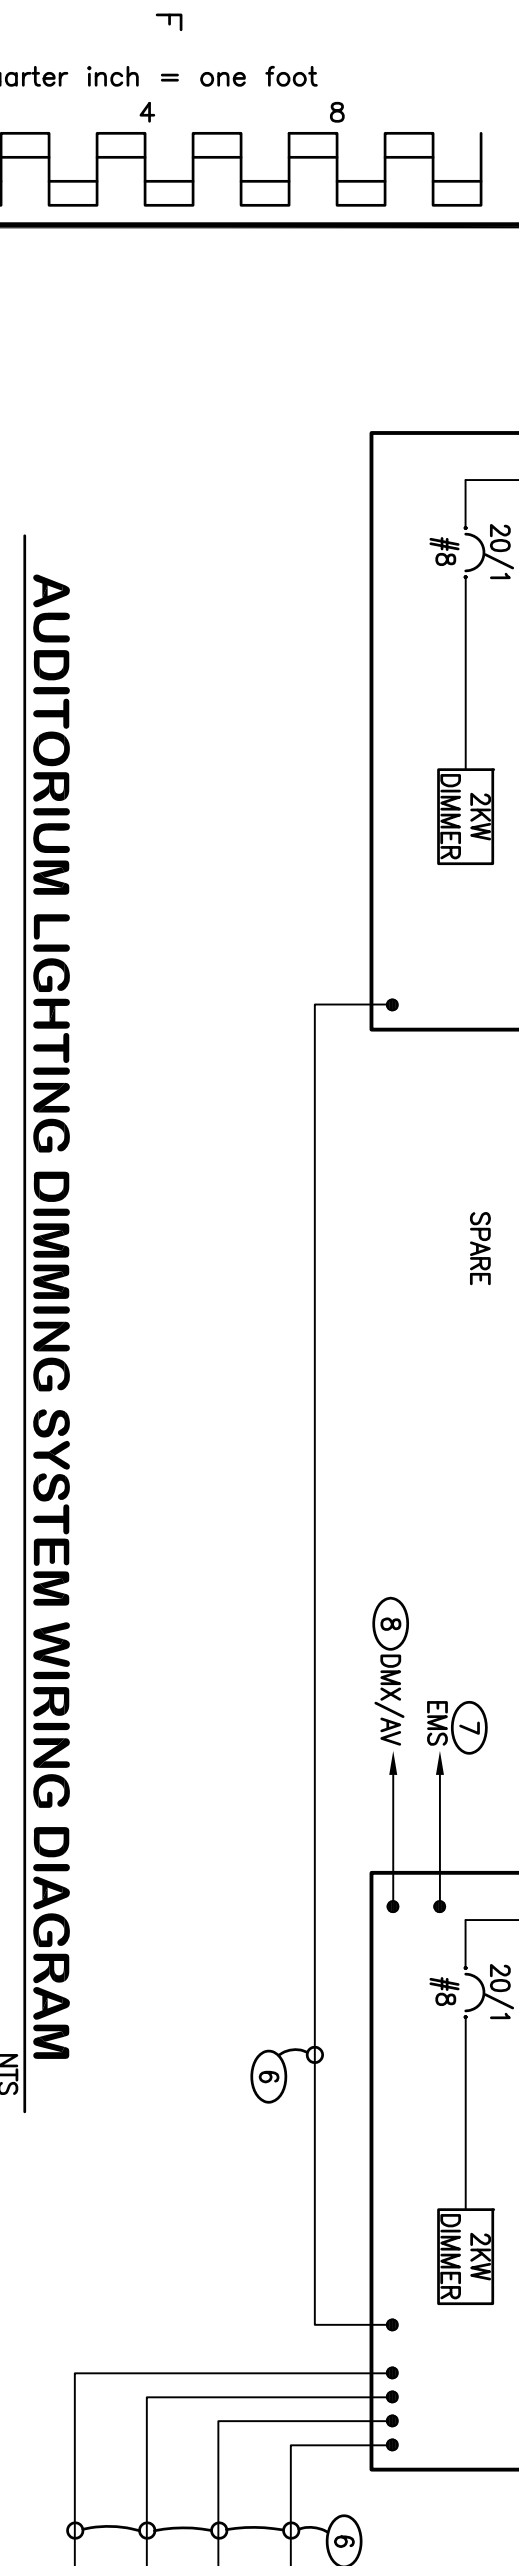 F
arter inch = one foot
4 8
20/1
#8
2KW
DIMMER
SPARE
7
EMS
8 DMX/AV
20/1
#8
2KW
DIMMER
6
6
AUDITORIUM LIGHTING DIMMING SYSTEM WIRING DIAGRAM
NTS